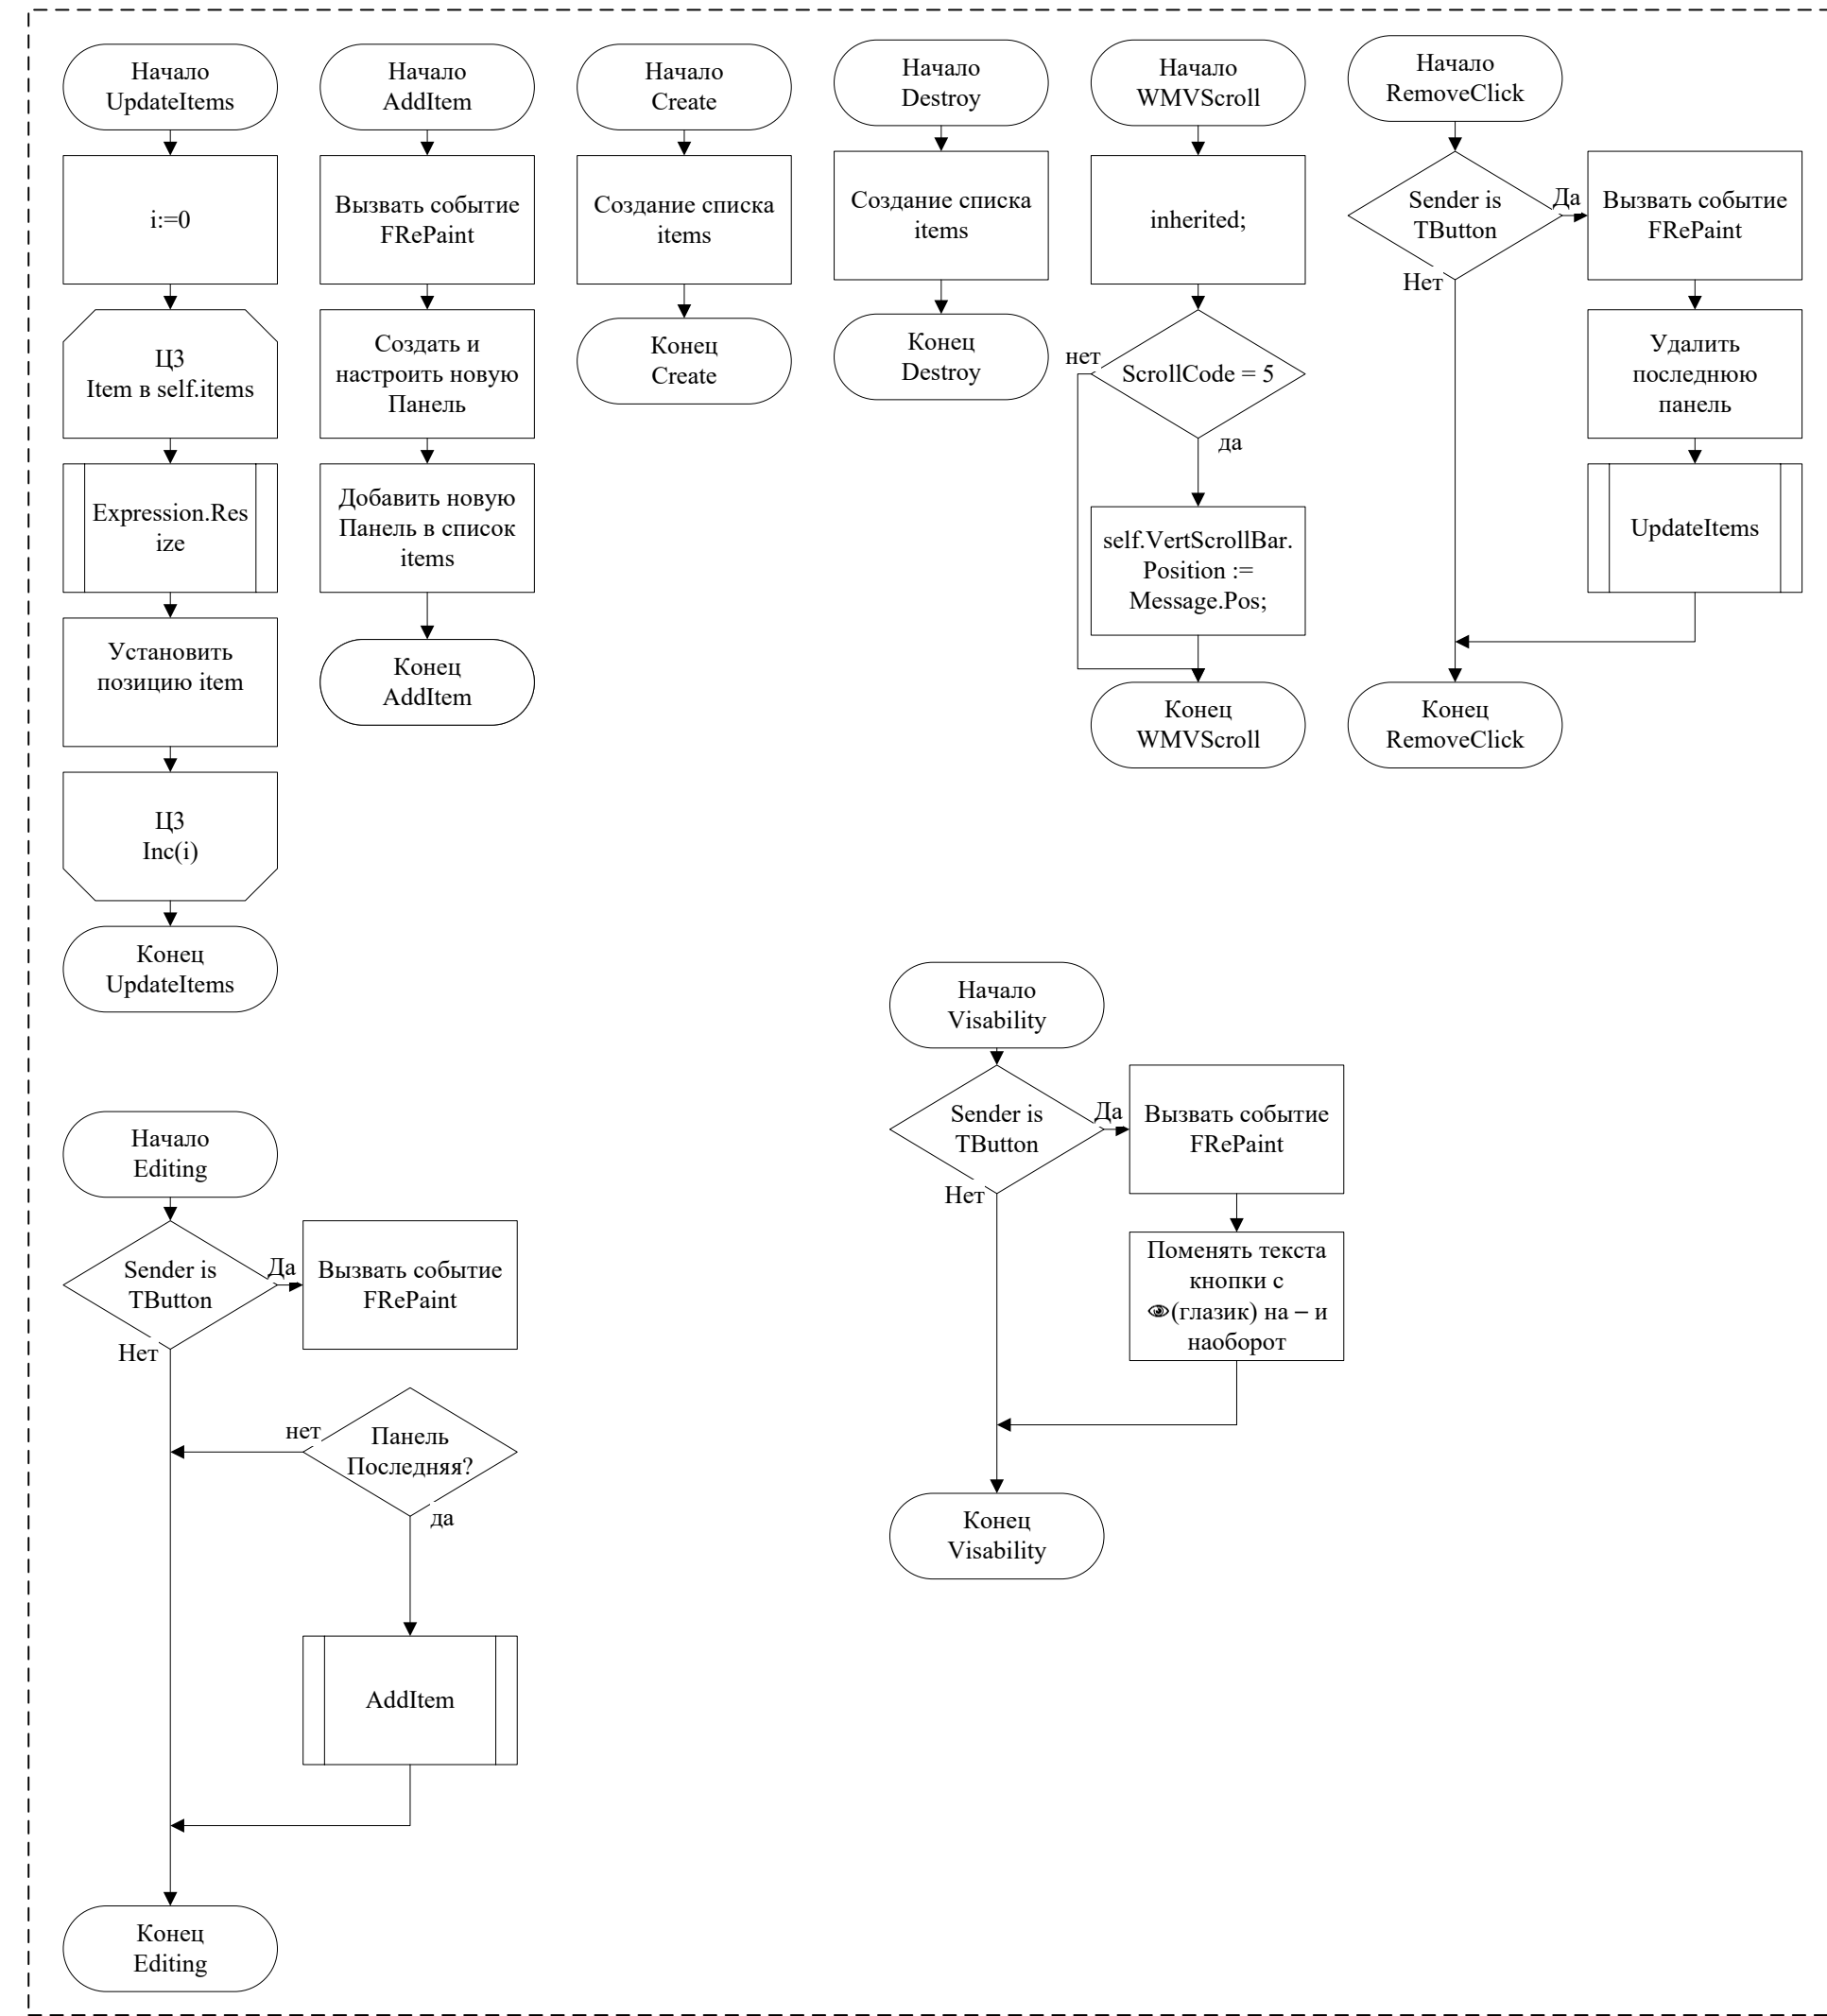 Начало
UpdateItems
i:=0
Ц3
Item в self.items
Expression.Res
ize
Установить
позицию item
Ц3
Inc(i)
Конец
UpdateItems
Начало
AddItem
Вызвать событие
FRePaint
Создать и
настроить новую
Панель
Добавить новую
Панель в список
items
Конец
AddItem
Начало
Create
Создание списка
items
Конец
Create
Начало
Destroy
Создание списка
items
Конец
Destroy
Начало
WMVScroll
inherited;
ScrollCode = 5
нет
да
self.VertScrollBar.
Position :=
Message.Pos;
Конец
WMVScroll
Начало
RemoveClick
Sender is
TButton
Да
Нет
Вызвать событие
FRePaint
Удалить
последнюю
панель
UpdateItems
Конец
RemoveClick
Начало
Editing
Sender is
TButton
Да
Нет
Вызвать событие
FRePaint
Панель
Последняя?
нет
да
AddItem
Конец
Editing
Начало
Visability
Sender is
TButton
Да
Нет
Вызвать событие
FRePaint
Поменять текста
кнопки с
👁(глазик) на – и
наоборот
Конец
Visability